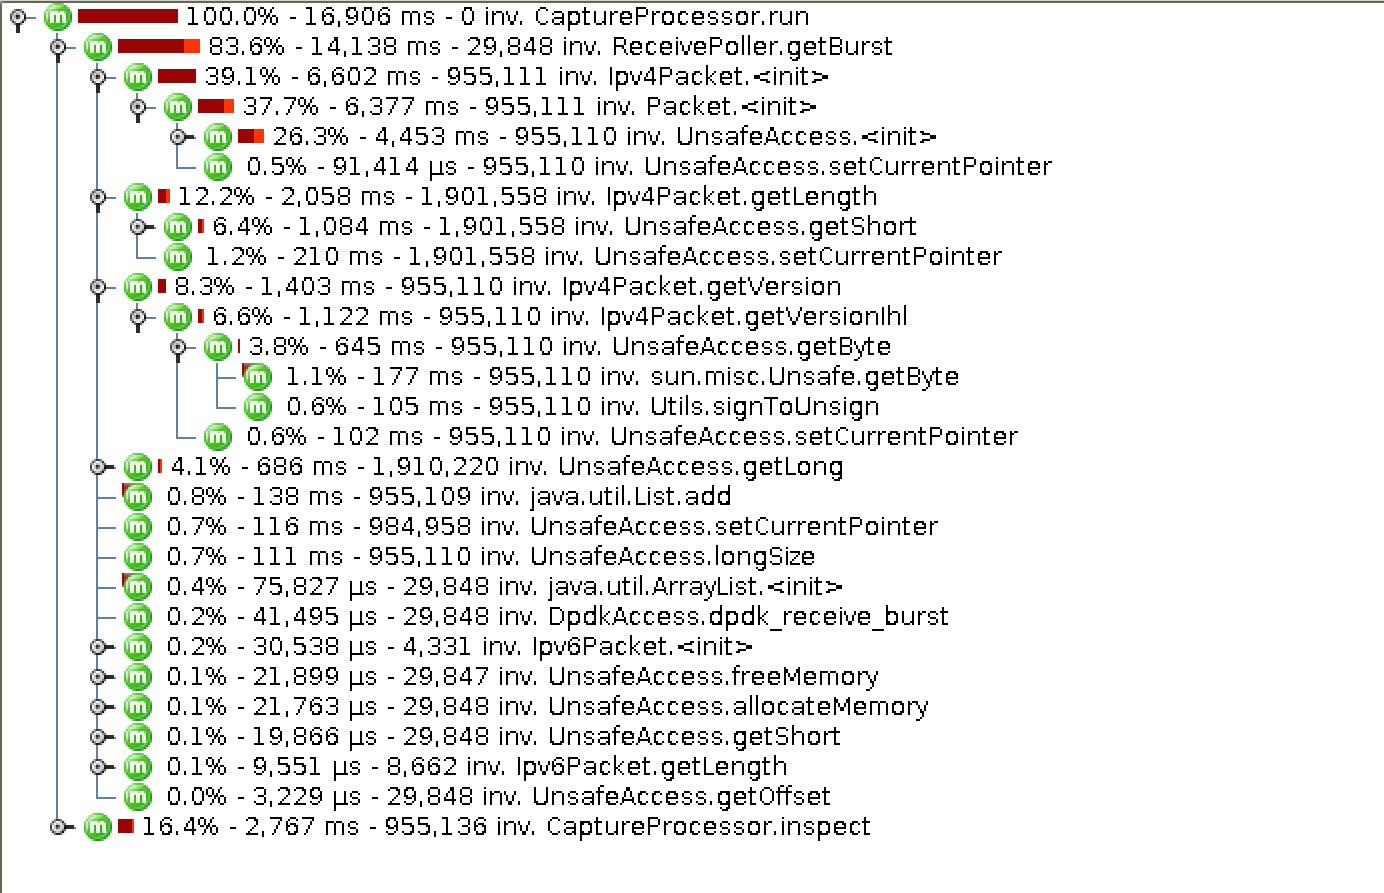 100.0% - 16,906 ms - 0 inv. CaptureProcessor.run
83.6% - 14,138 ms - 29,848 inv. ReceivePoller.getBurst
39.1% - 6,602 ms - 955,111 inv. Ipv4Packet.<init>
37.7% - 6,377 ms - 955,111 inv. Packet.<init>
26.3% - 4,453 ms - 955,110 inv. UnsafeAccess.<init>
0.5% - 91,414 µs - 955,110 inv. UnsafeAccess.setCurrentPointer
12.2% - 2,058 ms - 1,901,558 inv. Ipv4Packet.getLength
6.4% - 1,084 ms - 1,901,558 inv. UnsafeAccess.getShort
1.2% - 210 ms - 1,901,558 inv. UnsafeAccess.setCurrentPointer
8.3% - 1,403 ms - 955,110 inv. Ipv4Packet.getVersion
6.6% - 1,122 ms - 955,110 inv. Ipv4Packet.getVersionIhl
3.8% - 645 ms - 955,110 inv. UnsafeAccess.getByte
1.1% - 177 ms - 955,110 inv. sun.misc.Unsafe.getByte
0.6% - 105 ms - 955,110 inv. Utils.signToUnsign
0.6% - 102 ms - 955,110 inv. UnsafeAccess.setCurrentPointer
4.1% - 686 ms - 1,910,220 inv. UnsafeAccess.getLong
0.8% - 138 ms - 955,109 inv. java.util.List.add
0.7% - 116 ms - 984,958 inv. UnsafeAccess.setCurrentPointer
0.7% - 111 ms - 955,110 inv. UnsafeAccess.longSize
0.4% - 75,827 µs - 29,848 inv. java.util.ArrayList.<init>
0.2% - 41,495 µs - 29,848 inv. DpdkAccess.dpdk_receive_burst
0.2% - 30,538 µs - 4,331 inv. Ipv6Packet.<init>
0.1% - 21,899 µs - 29,847 inv. UnsafeAccess.freeMemory
0.1% - 21,763 µs - 29,848 inv. UnsafeAccess.allocateMemory
0.1% - 19,866 µs - 29,848 inv. UnsafeAccess.getShort
0.1% - 9,551 µs - 8,662 inv. Ipv6Packet.getLength
0.0% - 3,229 µs - 29,848 inv. UnsafeAccess.getOffset
16.4% - 2,767 ms - 955,136 inv. CaptureProcessor.inspect